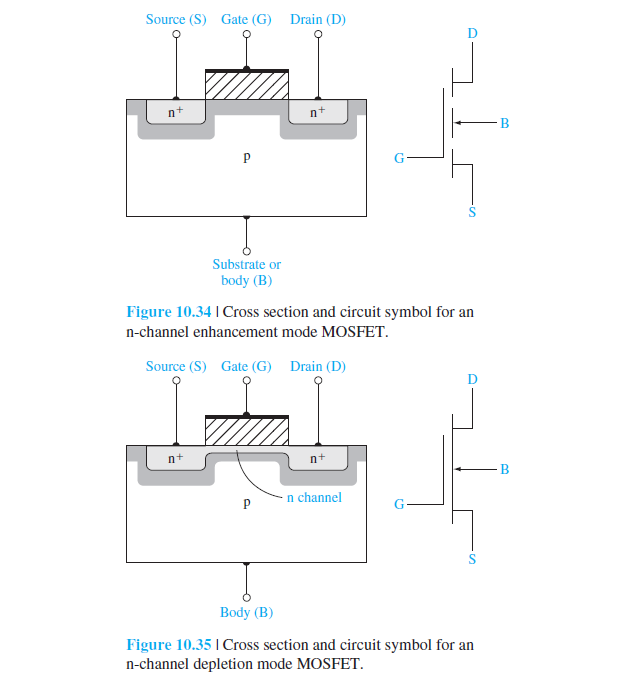 Source (S) Gate (G) Drain (D)
D
n+
n+
B
p
G
S
Substrate or
body (B)
Figure 10.34 | Cross section and circuit symbol for an
n-channel enhancement mode MOSFET.
Source (S) Gate (G) Drain (D)
D
n+
n+
B
n channel
p
G
S
Body (B)
Figure 10.35 | Cross section and circuit symbol for an
n-channel depletion mode MOSFET.